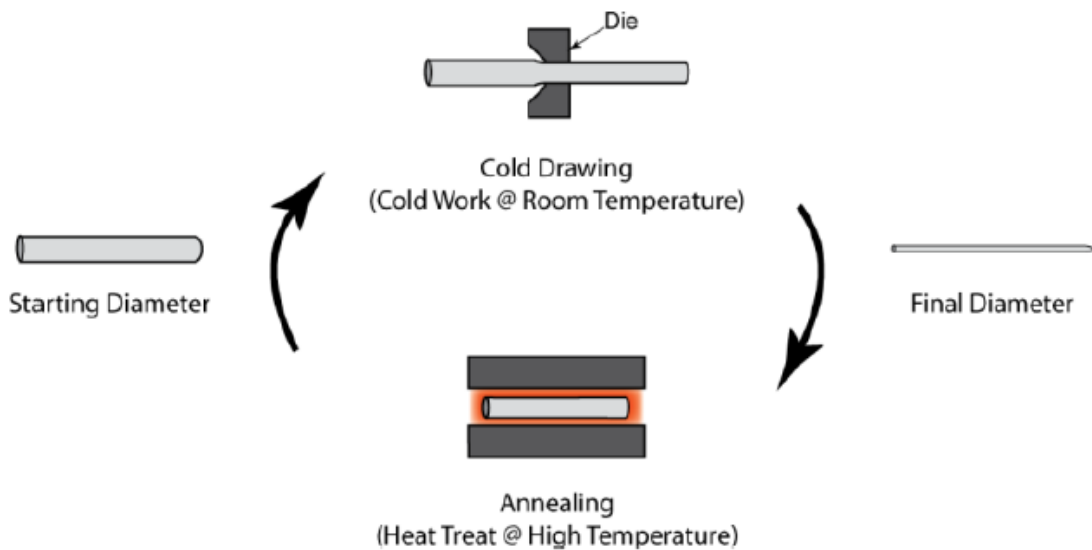 Die
Cold Drawing
(Cold Work @ Room Temperature)
Starting Diameter
Final Diameter
Annealing
(Heat Treat @ High Temperature)